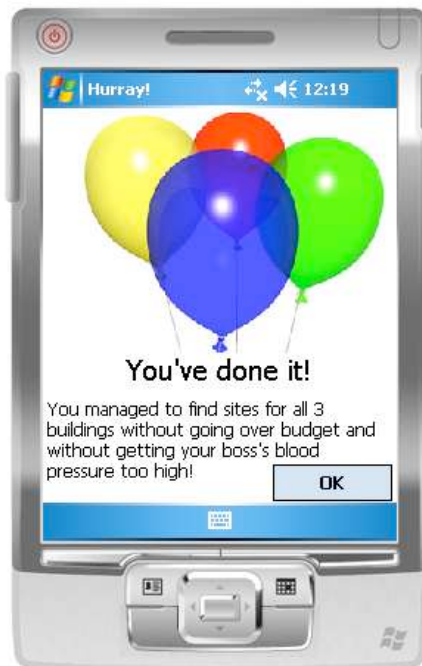 Hurray!
12:19
You've done it!
You managed to find sites for all 3
buildings without going over budget and
without getting your boss's blood
pressure too high!
OK